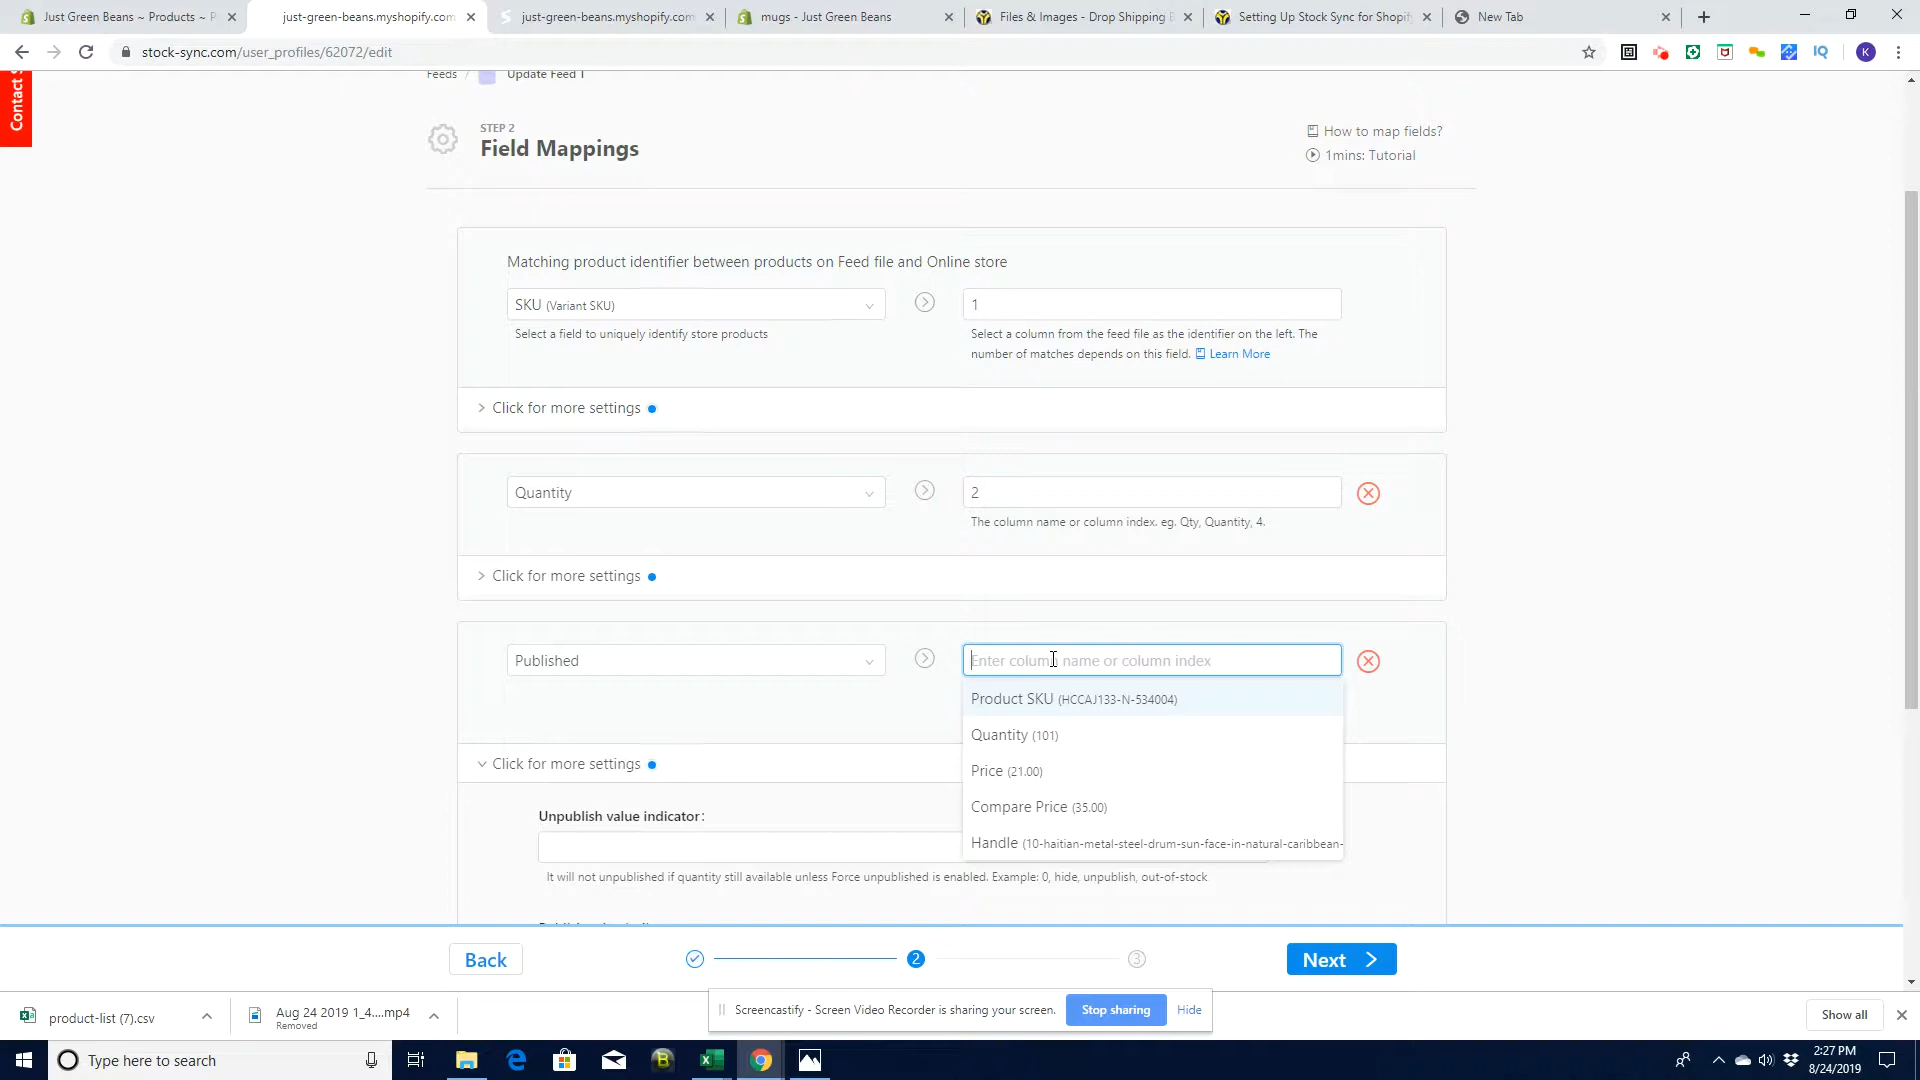 Just Green Beans ~ Products ~ P
just-green-beans.myshopify.com
just-green-beans.myshopify.com
mugs - Just Green Beans
Files & Images - Drop Shipping
Setting Up Stock Sync for Shopif
New Tab
stock-sync.com/user_profiles/62072/edit
Contact
Feeds / Update Feed 1
STEP 2
Field Mappings
How to map fields?
1mins: Tutorial
Matching product identifier between products on Feed file and Online store
SKU (Variant SKU)
1
Select a field to uniquely identify store products
Select a column from the feed file as the identifier on the left. The
number of matches depends on this field. Learn More
Click for more settings
Quantity
2
The column name or column index. eg. Qty, Quantity, 4.
Click for more settings
Published
Enter column name or column index
Product SKU (HCCAJ133-N-534004)
Quantity (101)
Price (21.00)
Compare Price (35.00)
Handle (10-haitian-metal-steel-drum-sun-face-in-natural-caribbean-
Click for more settings
Unpublish value indicator:
It will not unpublished if quantity still available unless Force unpublished is enabled. Example: 0, hide, unpublish, out-of-stock
Back
2
3
Next
product-list (7).csv
Aug 24 2019 1_4....mp4
Removed
Screencastify - Screen Video Recorder is sharing your screen.
Stop sharing
Hide
Show all
Type here to search
2:27 PM
8/24/2019